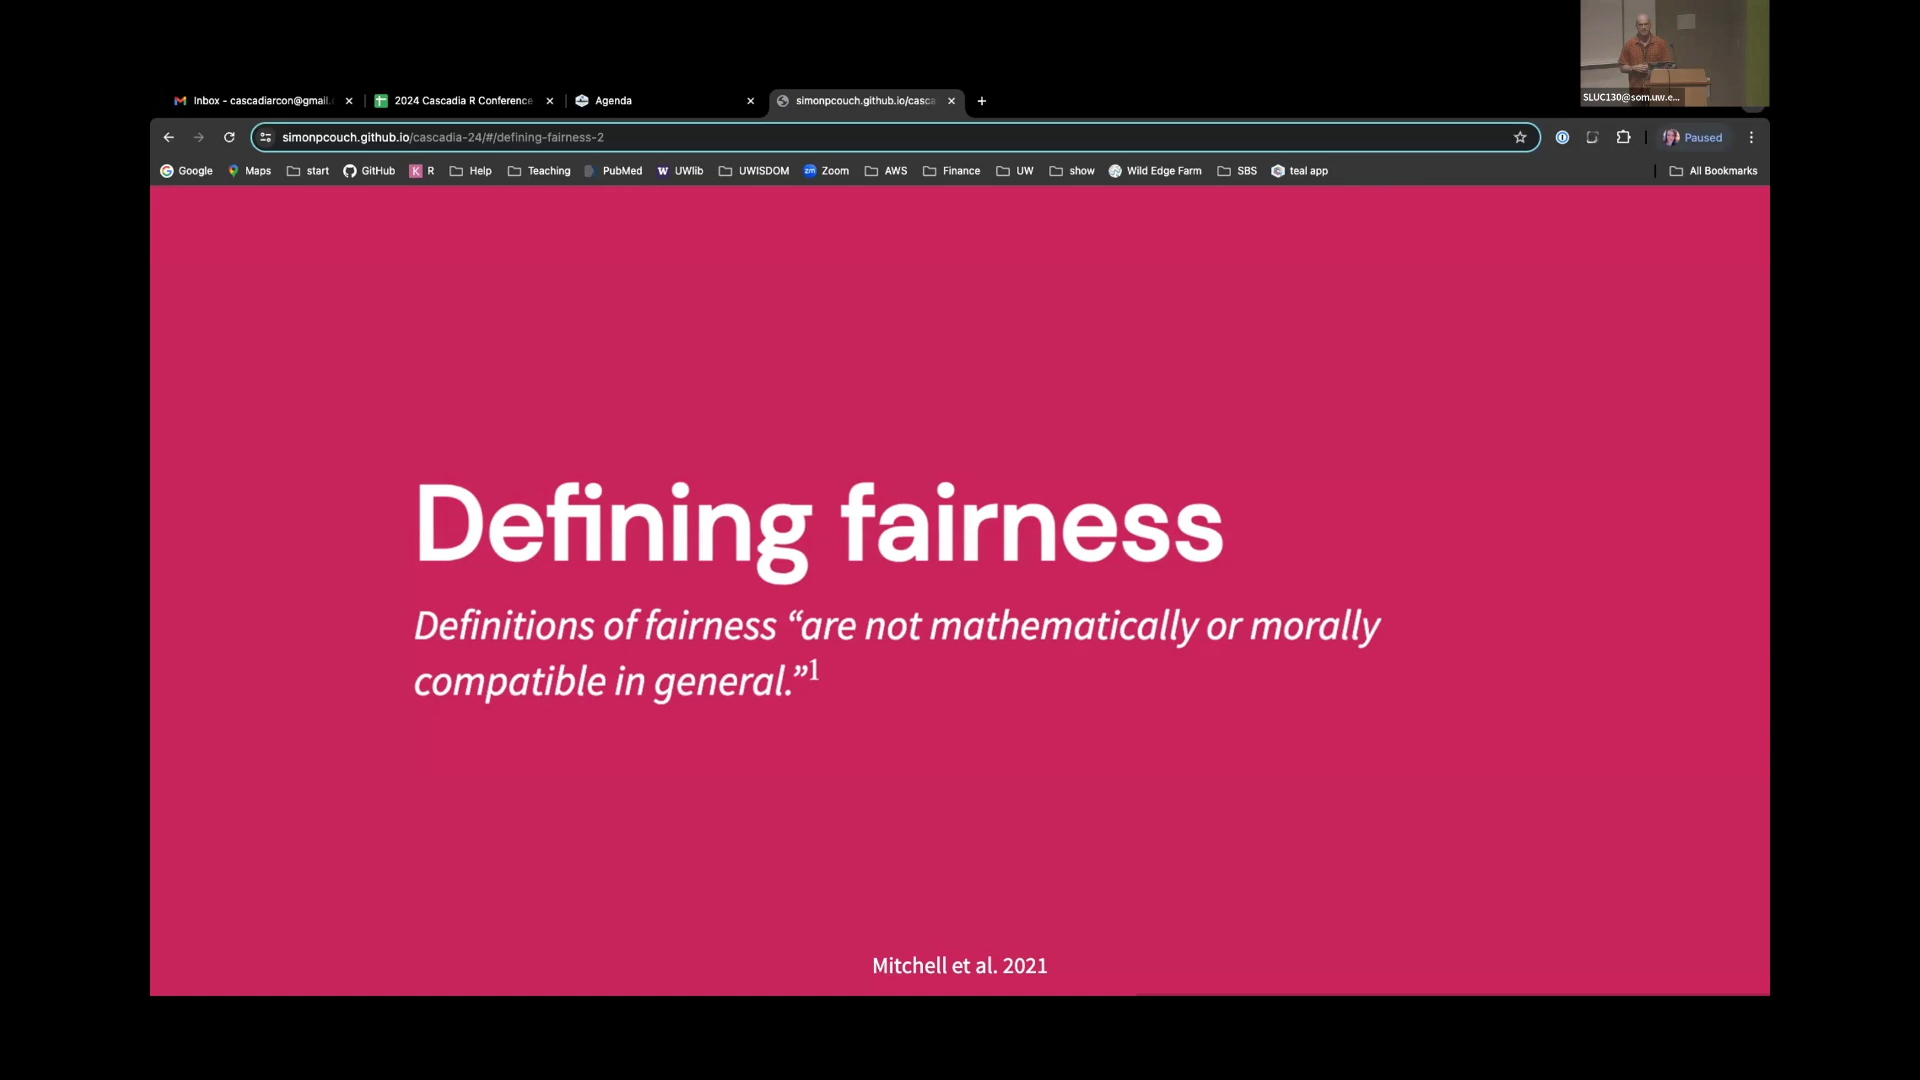 SLUC130@som.uw.e...
Inbox - cascadiarcon@gmail.
2024 Cascadia R Conference
Agenda
simonpcouch.github.io/casca
simonpcouch.github.io/cascadia-24/#/defining-fairness-2
Paused
Google
Maps
start
GitHub
K R
Help
Teaching
PubMed
W UWlib
UWISDOM
zm Zoom
AWS
Finance
UW
show
Wild Edge Farm
SBS
teal app
All Bookmarks
Defining fairness
Definitions of fairness “are not mathematically or morally
compatible in general.”1
Mitchell et al. 2021